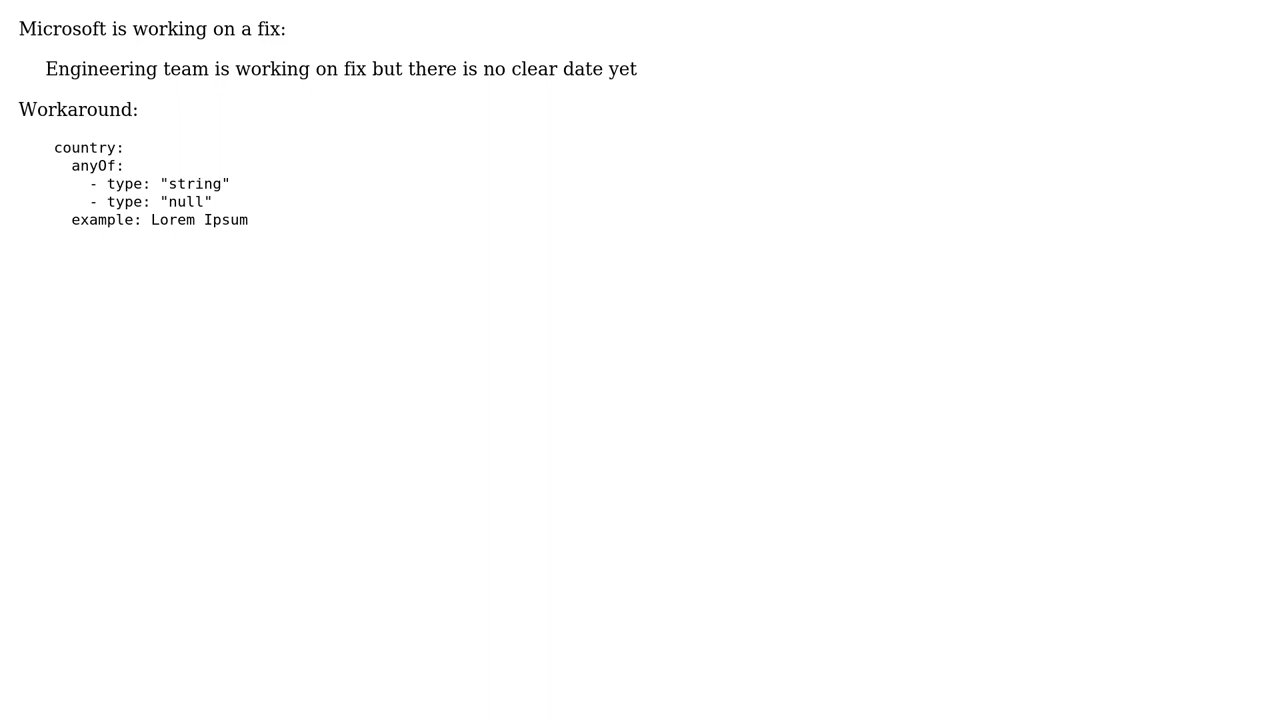 Microsoft is working on a fix:
Engineering team is working on fix but there is no clear date yet
Workaround:
country:
  anyOf:
    - type: "string"
    - type: "null"
  example: Lorem Ipsum